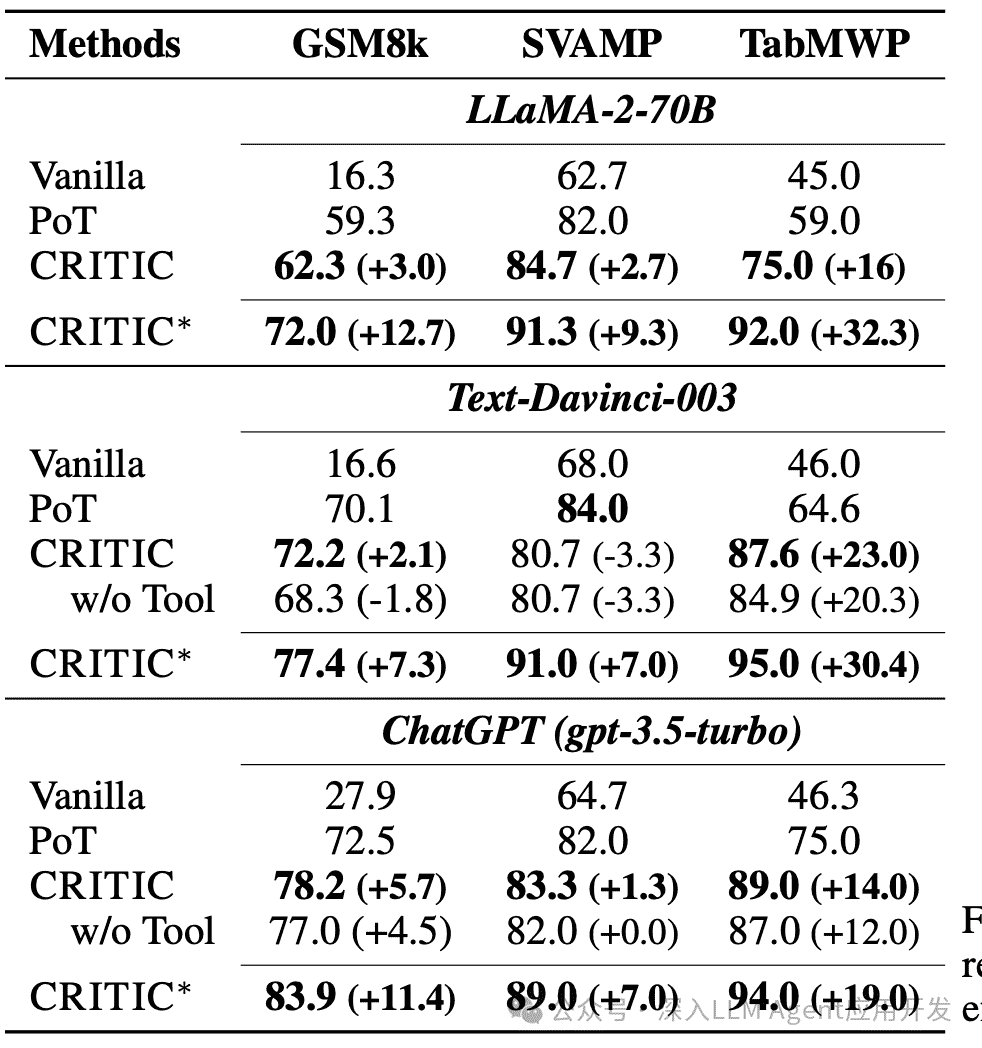 Methods GSM8k SVAMP TabMWP
LLaMA-2-70B
Vanilla 16.3 62.7 45.0
PoT 59.3 82.0 59.0
CRITIC 62.3 (+3.0) 84.7 (+2.7) 75.0 (+16)
CRITIC* 72.0 (+12.7) 91.3 (+9.3) 92.0 (+32.3)
Text-Davinci-003
Vanilla 16.6 68.0 46.0
PoT 70.1 84.0 64.6
CRITIC 72.2 (+2.1) 80.7 (-3.3) 87.6 (+23.0)
w/o Tool 68.3 (-1.8) 80.7 (-3.3) 84.9 (+20.3)
CRITIC* 77.4 (+7.3) 91.0 (+7.0) 95.0 (+30.4)
ChatGPT (gpt-3.5-turbo)
Vanilla 27.9 64.7 46.3
PoT 72.5 82.0 75.0
CRITIC 78.2 (+5.7) 83.3 (+1.3) 89.0 (+14.0)
w/o Tool 77.0 (+4.5) 82.0 (+0.0) 87.0 (+12.0)
CRITIC* 83.9 (+11.4) 89.0 (+7.0) 94.0 (+19.0)
公众号·深入LLM Agent应用开发